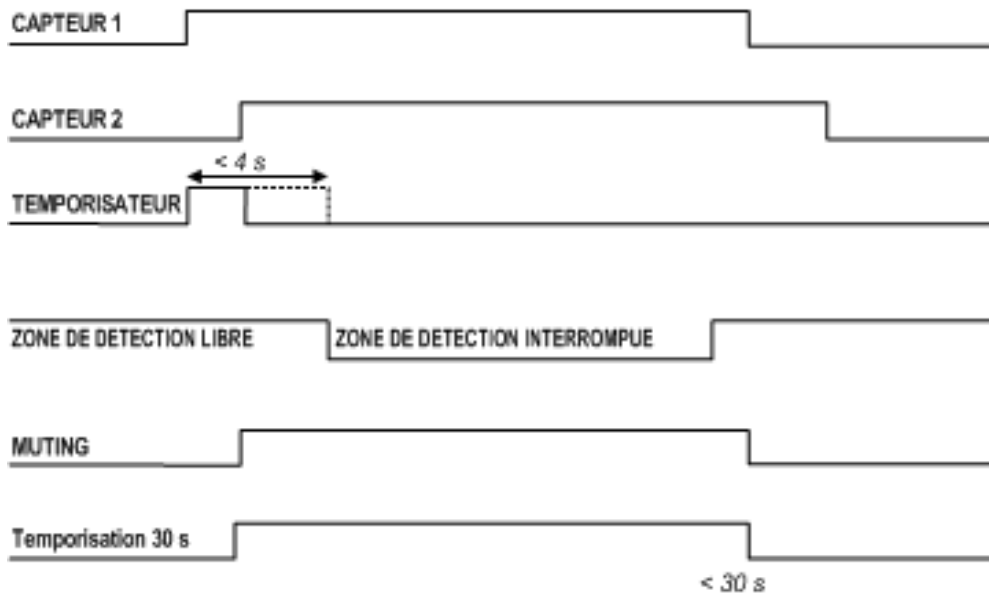 CAPTEUR 1
CAPTEUR 2
< 4 s
TEMPORISATEUR
ZONE DE DETECTION LIBRE
ZONE DE DETECTION INTERROMPUE
MUTING
Temporisation 30 s
< 30 s